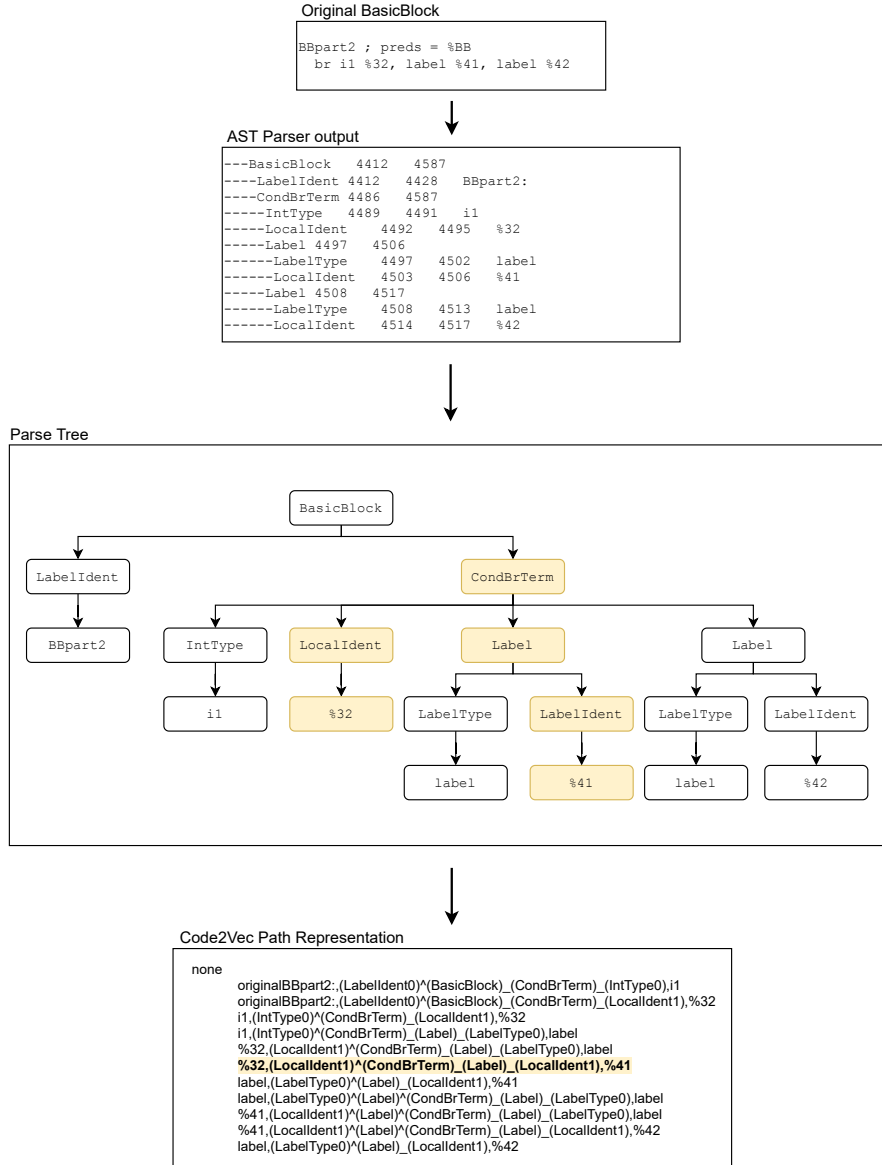 Original BasicBlock
BBpart2 ; preds = %BB
br i1 %32, label %41, label %42
AST Parser output
---BasicBlock 4412 4587
----LabelIdent 4412 4428 BBpart2:
----CondBrTerm 4486 4587
-----IntType 4489 4491 i1
-----LocalIdent 4492 4495 %32
-----Label 4497 4506
------LabelType 4497 4502 label
------LocalIdent 4503 4506 %41
-----Label 4508 4517
------LabelType 4508 4513 label
------LocalIdent 4514 4517 %42
Parse Tree
BasicBlock
LabelIdent CondBrTerm
BBpart2 IntType LocalIdent Label Label
i1 %32 LabelType LabelIdent LabelType LabelIdent
label %41 label %42
Code2Vec Path Representation
none
originalBBpart2:,(LabelIdent0)^(BasicBlock)_(CondBrTerm)_(IntType0),i1
originalBBpart2:,(LabelIdent0)^(BasicBlock)_(CondBrTerm)_(LocalIdent1),%32
i1,(IntType0)^(CondBrTerm)_(LocalIdent1),%32
i1,(IntType0)^(CondBrTerm)_(Label)_(LabelType0),label
%32,(LocalIdent1)^(CondBrTerm)_(Label)_(LabelType0),label
%32,(LocalIdent1)^(CondBrTerm)_(Label)_(LocalIdent1),%41
label,(LabelType0)^(Label)_(LocalIdent1),%41
label,(LabelType0)^(Label)^(CondBrTerm)_(Label)_(LabelType0),label
%41,(LocalIdent1)^(Label)^(CondBrTerm)_(Label)_(LabelType0),label
%41,(LocalIdent1)^(Label)^(CondBrTerm)_(Label)_(LocalIdent1),%42
label,(LabelType0)^(Label)_(LocalIdent1),%42